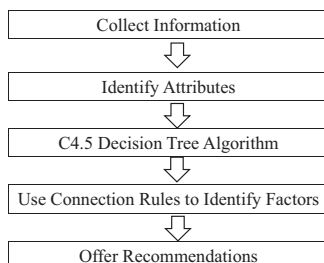 Collect Information
Identify Attributes
C4.5 Decision Tree Algorithm
Use Connection Rules to Identify Factors
Offer Recommendations